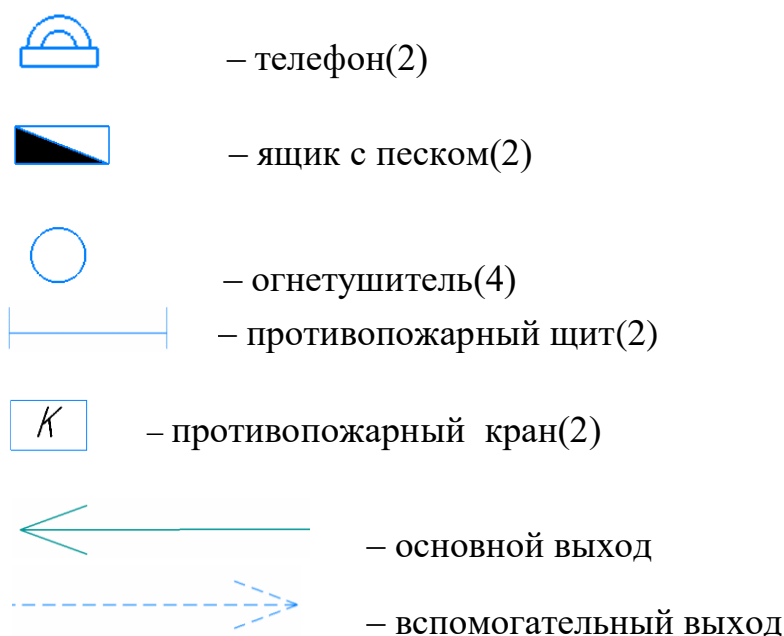 – телефон(2)
– ящик с песком(2)
– огнетушитель(4)
– противопожарный щит(2)
К – противопожарный кран(2)
– основной выход
– вспомогательный выход